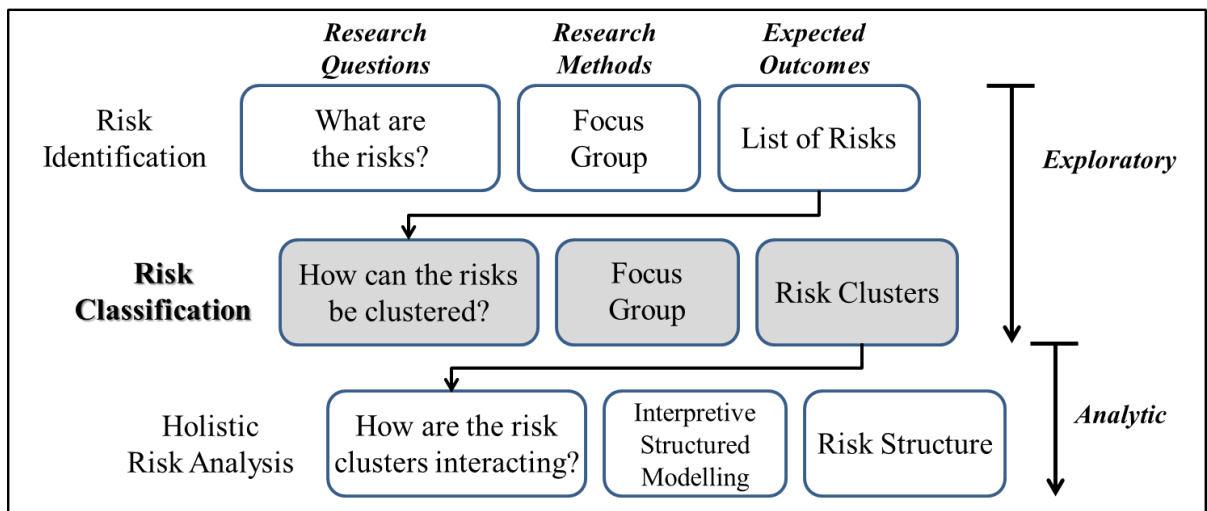 Research
Questions
Research
Methods
Expected
Outcomes
Risk
Identification
What are
the risks?
Focus
Group
List of Risks
Exploratory
Risk
Classification
How can the risks
be clustered?
Focus
Group
Risk Clusters
Holistic
Risk Analysis
How are the risk
clusters interacting?
Interpretive
Structured
Modelling
Risk Structure
Analytic